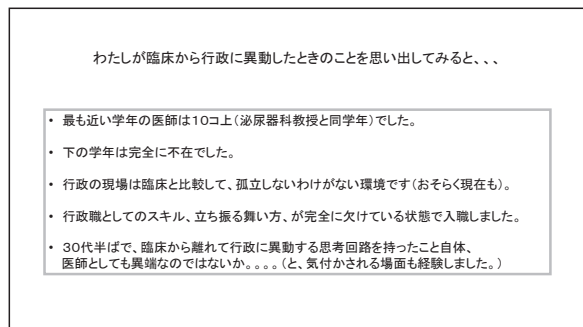 わたしが臨床から行政に異動したときのことを思い出してみると、、、
• 最も近い学年の医師は10コ上(泌尿器科教授と同学年)でした。
• 下の学年は完全に不在でした。
• 行政の現場は臨床と比較して、孤立しないわけがない環境です(おそらく現在も)。
• 行政職としてのスキル、立ち振る舞い方、が完全に欠けている状態で入職しました。
• 30代半ばで、臨床から離れて行政に異動する思考回路を持ったこと自体、
医師としても異端なのではないか。。。。(と、気付かされる場面も経験しました。)